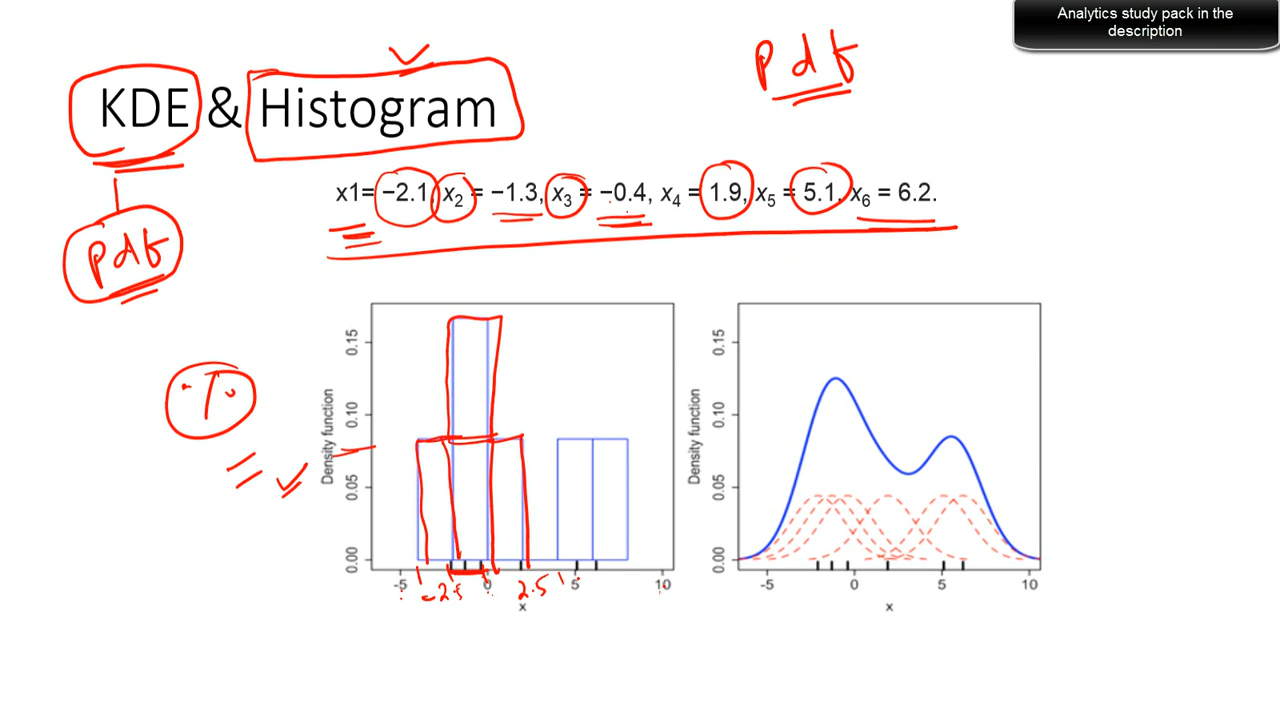 Analytics study pack in the
description
pdf
KDE & Histogram
x1= −2.1, x₂ = −1.3, x₃ = −0.4, x₄ = 1.9, x₅ = 5.1, x₆ = 6.2.
pdf
%
Density function
0.00 0.05 0.10 0.15
-5 0 5 10
2.5
x
Density function
0.00 0.05 0.10 0.15
-5 0 5 10
x